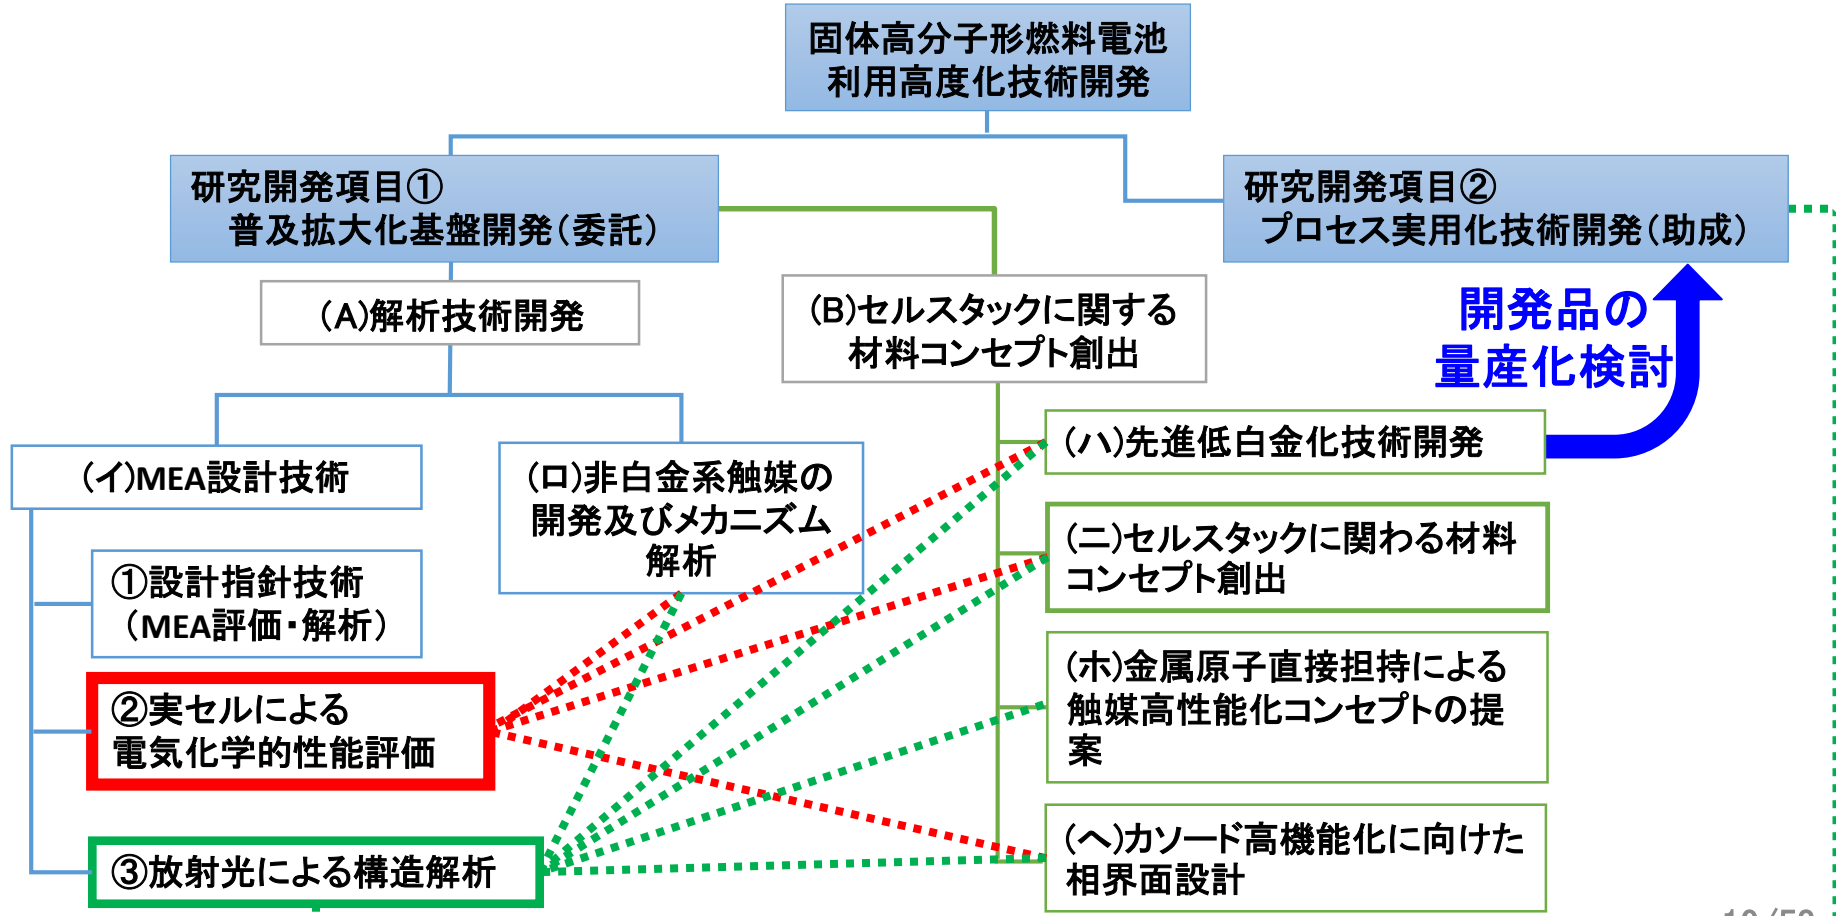 固体高分子形燃料電池
利用高度化技術開発
研究開発項目①
普及拡大化基盤開発(委託)
研究開発項目②
プロセス実用化技術開発(助成)
(A)解析技術開発
(B)セルスタックに関する
材料コンセプト創出
開発品の
量産化検討
(イ)MEA設計技術
(ロ)非白金系触媒の
開発及びメカニズム
解析
①設計指針技術
(MEA評価・解析)
②実セルによる
電気化学的性能評価
③放射光による構造解析
(ハ)先進低白金化技術開発
(ニ)セルスタックに関わる材料
コンセプト創出
(ホ)金属原子直接担持による
触媒高性能化コンセプトの提
案
(ヘ)カソード高機能化に向けた
相界面設計